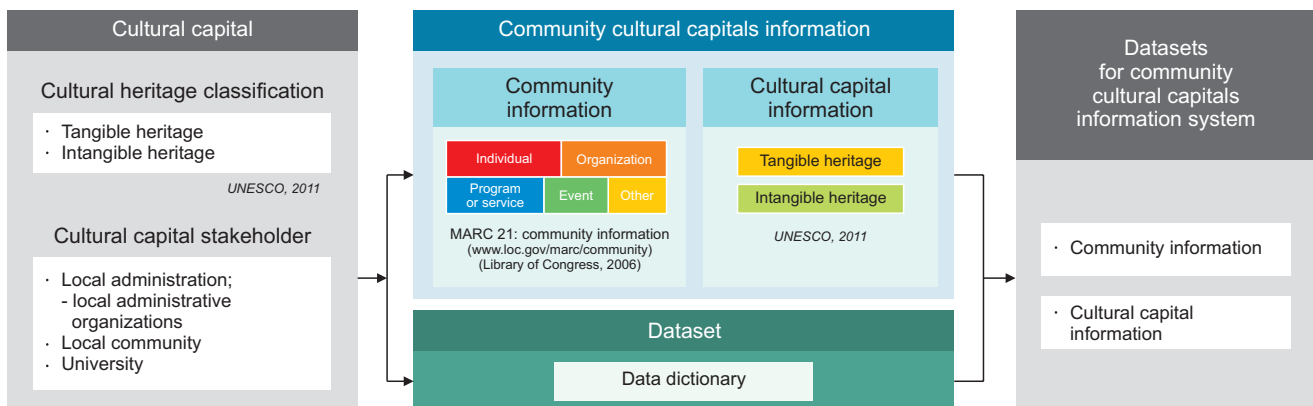 Cultural capital
Cultural heritage classification
· Tangible heritage
· Intangible heritage
UNESCO, 2011
Cultural capital stakeholder
· Local administration;
- local administrative
organizations
· Local community
· University
Community cultural capitals information
Community
information
Individual
Organization
Program
or service
Event
Other
MARC 21: community information
(www.loc.gov/marc/community)
(Library of Congress, 2006)
Cultural capital
information
Tangible heritage
Intangible heritage
UNESCO, 2011
Dataset
Data dictionary
Datasets
for community
cultural capitals
information system
· Community information
· Cultural capital
information